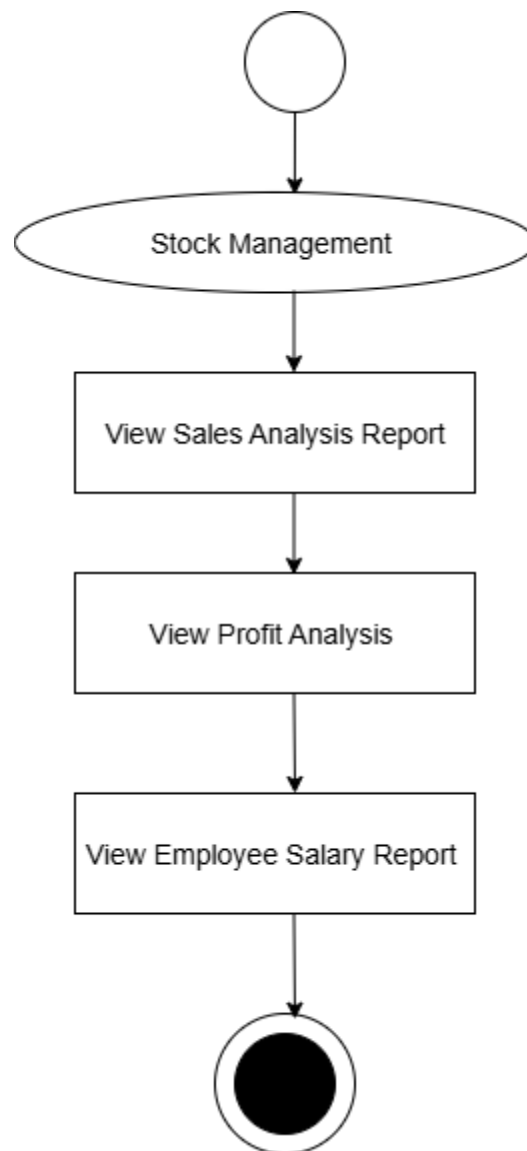 Stock Management
View Sales Analysis Report
View Profit Analysis
View Employee Salary Report